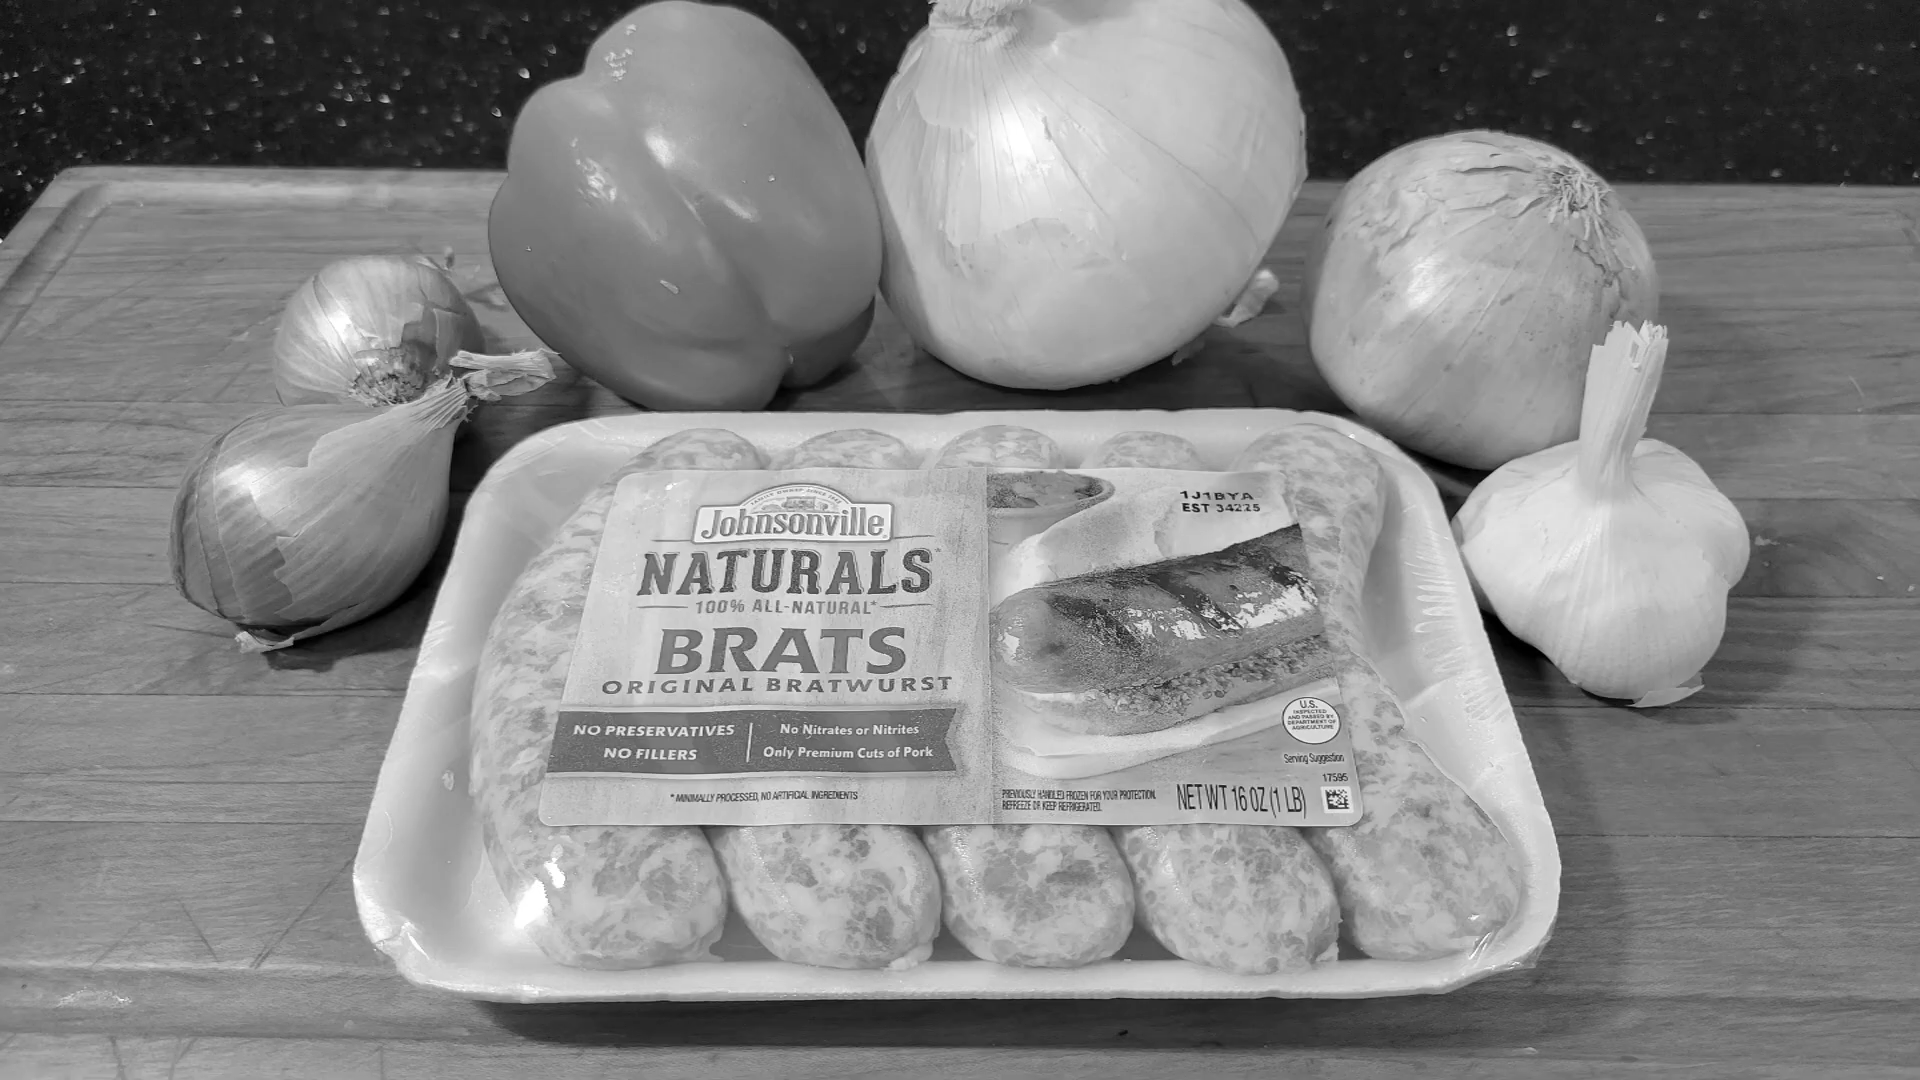 FAMILY OWNED SINCE 1945
Johnsonville
NATURALS
100% ALL-NATURAL*
BRATS
ORIGINAL BRATWURST
NO PRESERVATIVES
NO FILLERS
No Nitrates or Nitrites
Only Premium Cuts of Pork
* MINIMALLY PROCESSED, NO ARTIFICIAL INGREDIENTS
1J1BYA
EST 34225
U.S.
INSPECTED
AND PASSED BY
DEPARTMENT OF
AGRICULTURE
Serving Suggestion
17595
PREVIOUSLY HANDLED FROZEN FOR YOUR PROTECTION.
REFREEZE OR KEEP REFRIGERATED.
NET WT 16 OZ (1 LB)